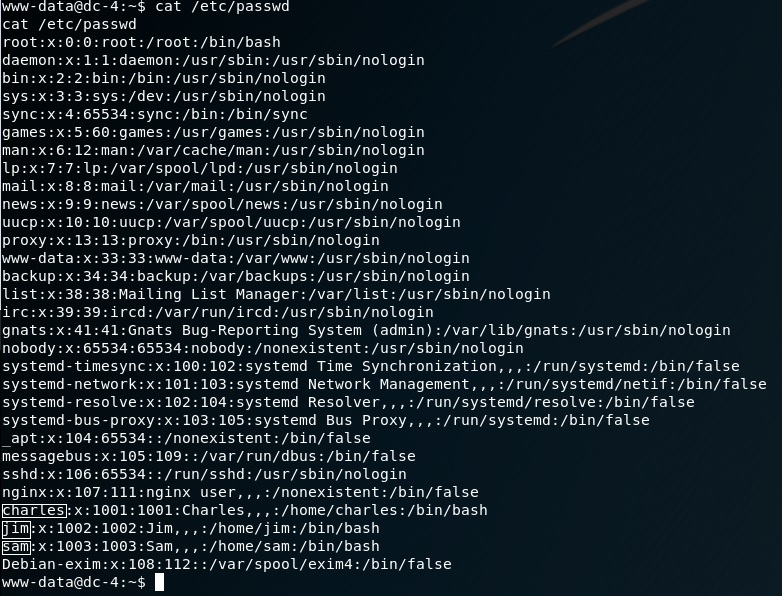 www-data@dc-4:~$ cat /etc/passwd
cat /etc/passwd
root:x:0:0:root:/root:/bin/bash
daemon:x:1:1:daemon:/usr/sbin:/usr/sbin/nologin
bin:x:2:2:bin:/bin:/usr/sbin/nologin
sys:x:3:3:sys:/dev:/usr/sbin/nologin
sync:x:4:65534:sync:/bin:/bin/sync
games:x:5:60:games:/usr/games:/usr/sbin/nologin
man:x:6:12:man:/var/cache/man:/usr/sbin/nologin
lp:x:7:7:lp:/var/spool/lpd:/usr/sbin/nologin
mail:x:8:8:mail:/var/mail:/usr/sbin/nologin
news:x:9:9:news:/var/spool/news:/usr/sbin/nologin
uucp:x:10:10:uucp:/var/spool/uucp:/usr/sbin/nologin
proxy:x:13:13:proxy:/bin:/usr/sbin/nologin
www-data:x:33:33:www-data:/var/www:/usr/sbin/nologin
backup:x:34:34:backup:/var/backups:/usr/sbin/nologin
list:x:38:38:Mailing List Manager:/var/list:/usr/sbin/nologin
irc:x:39:39:ircd:/var/run/ircd:/usr/sbin/nologin
gnats:x:41:41:Gnats Bug-Reporting System (admin):/var/lib/gnats:/usr/sbin/nologin
nobody:x:65534:65534:nobody:/nonexistent:/usr/sbin/nologin
systemd-timesync:x:100:102:systemd Time Synchronization,,,:/run/systemd:/bin/false
systemd-network:x:101:103:systemd Network Management,,,:/run/systemd/netif:/bin/false
systemd-resolve:x:102:104:systemd Resolver,,,:/run/systemd/resolve:/bin/false
systemd-bus-proxy:x:103:105:systemd Bus Proxy,,,:/run/systemd:/bin/false
_apt:x:104:65534::/nonexistent:/bin/false
messagebus:x:105:109::/var/run/dbus:/bin/false
sshd:x:106:65534::/run/sshd:/usr/sbin/nologin
nginx:x:107:111:nginx user,,,:/nonexistent:/bin/false
charles:x:1001:1001:Charles,,,:/home/charles:/bin/bash
jim:x:1002:1002:Jim,,,:/home/jim:/bin/bash
sam:x:1003:1003:Sam,,,:/home/sam:/bin/bash
Debian-exim:x:108:112::/var/spool/exim4:/bin/false
www-data@dc-4:~$